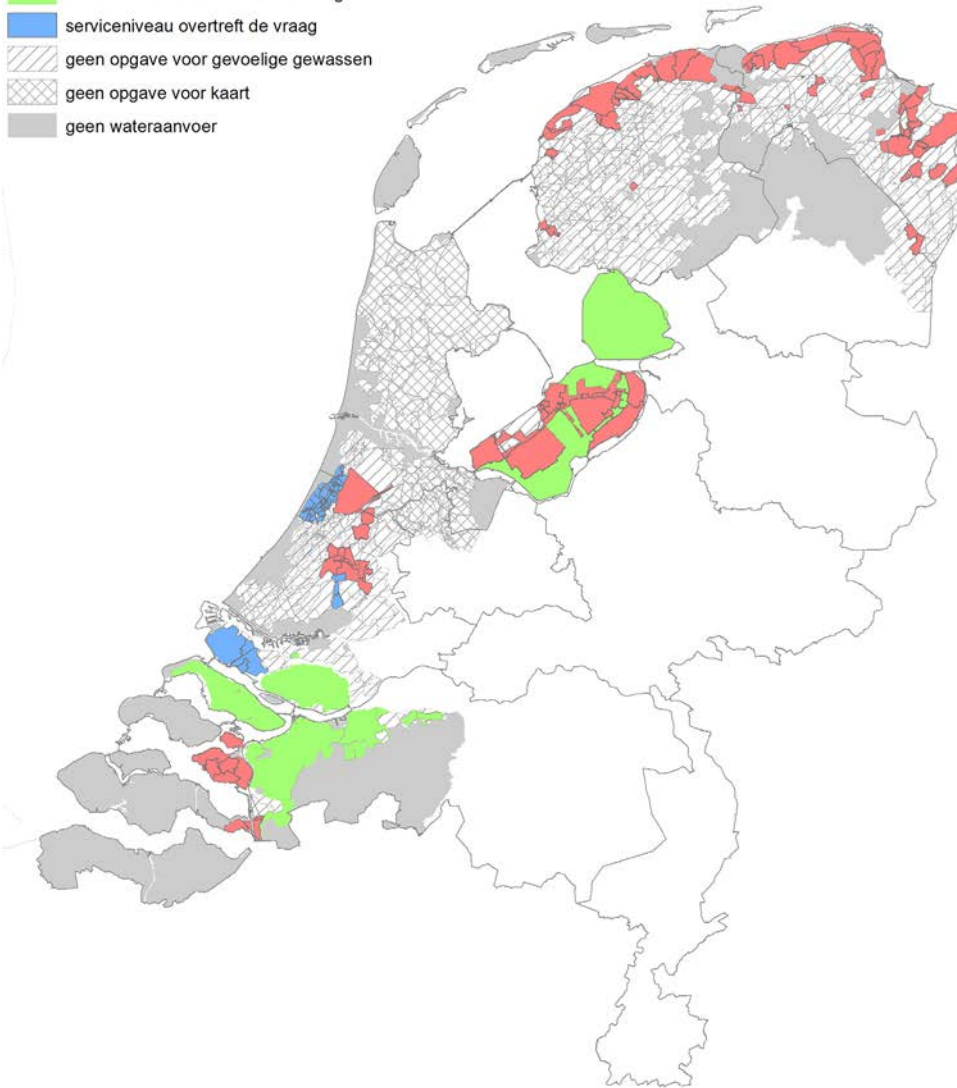 serviceniveau overtreft de vraag
geen opgave voor gevoelige gewassen
geen opgave voor kaart
geen wateraanvoer